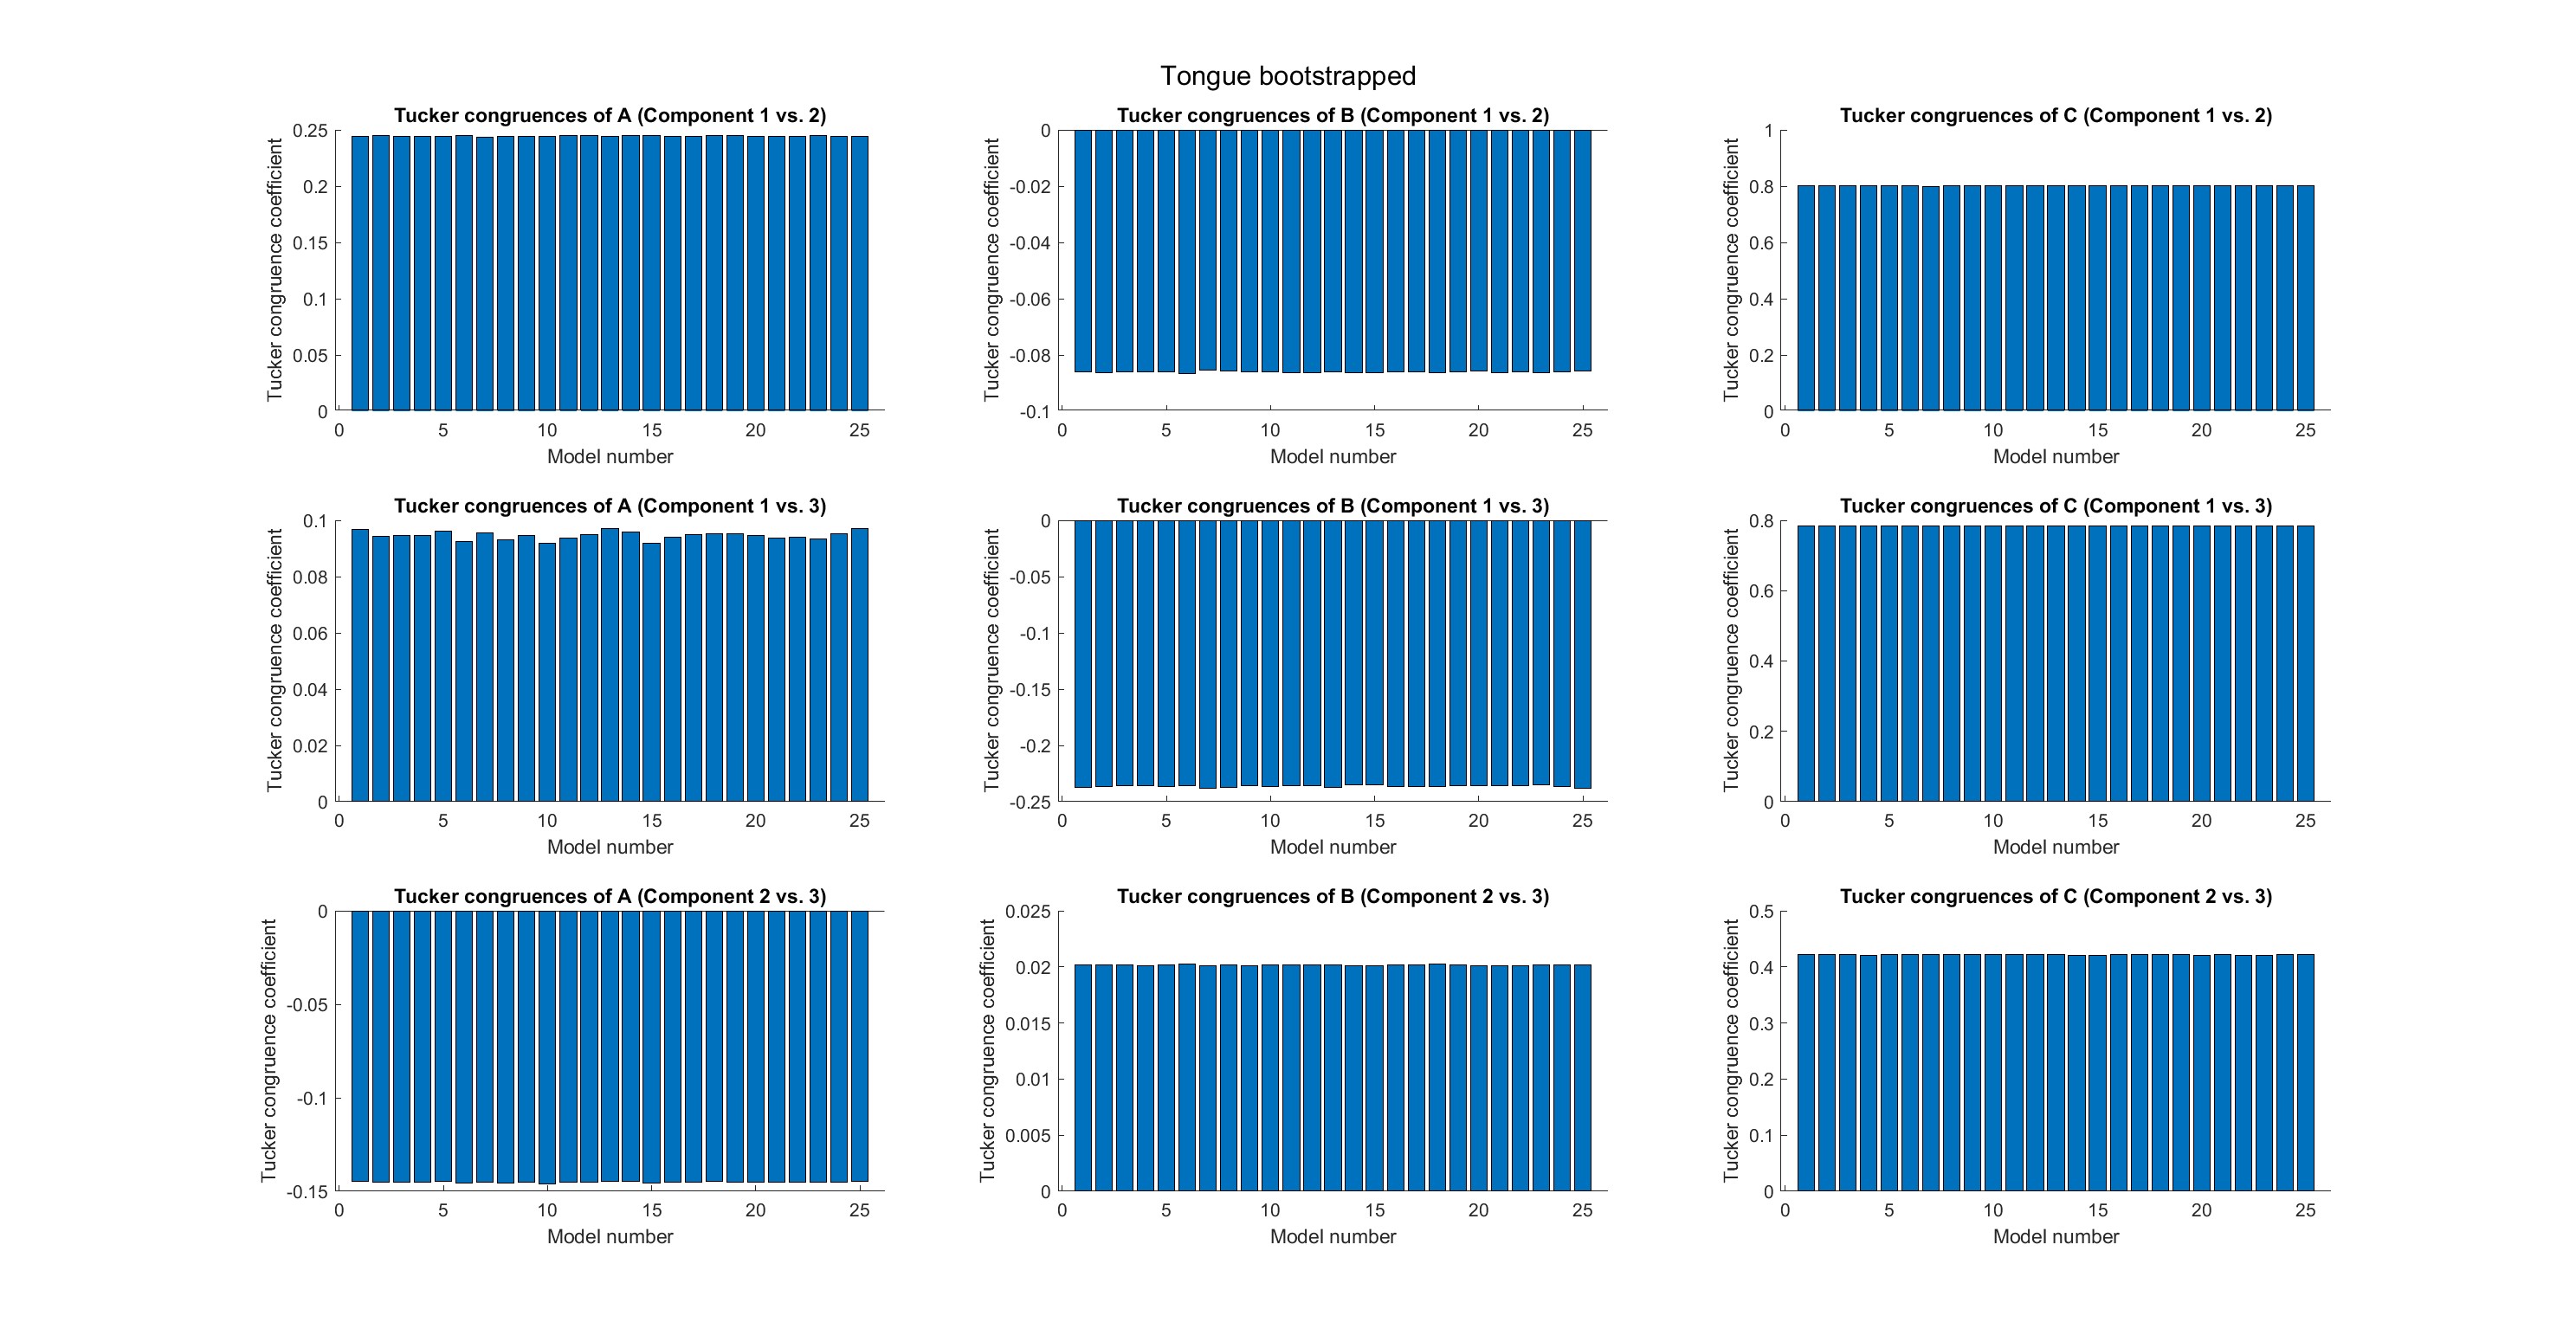 Tongue bootstrapped
Tucker congruences of A (Component 1 vs. 2)
Tucker congruence coefficient
0.25
0.2
0.15
0.1
0.05
0
0 5 10 15 20 25
Model number
Tucker congruences of B (Component 1 vs. 2)
Tucker congruence coefficient
0
-0.02
-0.04
-0.06
-0.08
-0.1
0 5 10 15 20 25
Model number
Tucker congruences of C (Component 1 vs. 2)
Tucker congruence coefficient
1
0.8
0.6
0.4
0.2
0
0 5 10 15 20 25
Model number
Tucker congruences of A (Component 1 vs. 3)
Tucker congruence coefficient
0.1
0.08
0.06
0.04
0.02
0
0 5 10 15 20 25
Model number
Tucker congruences of B (Component 1 vs. 3)
Tucker congruence coefficient
0
-0.05
-0.1
-0.15
-0.2
-0.25
0 5 10 15 20 25
Model number
Tucker congruences of C (Component 1 vs. 3)
Tucker congruence coefficient
0.8
0.6
0.4
0.2
0
0 5 10 15 20 25
Model number
Tucker congruences of A (Component 2 vs. 3)
Tucker congruence coefficient
0
-0.05
-0.1
-0.15
0 5 10 15 20 25
Model number
Tucker congruences of B (Component 2 vs. 3)
Tucker congruence coefficient
0.025
0.02
0.015
0.01
0.005
0
0 5 10 15 20 25
Model number
Tucker congruences of C (Component 2 vs. 3)
Tucker congruence coefficient
0.5
0.4
0.3
0.2
0.1
0
0 5 10 15 20 25
Model number